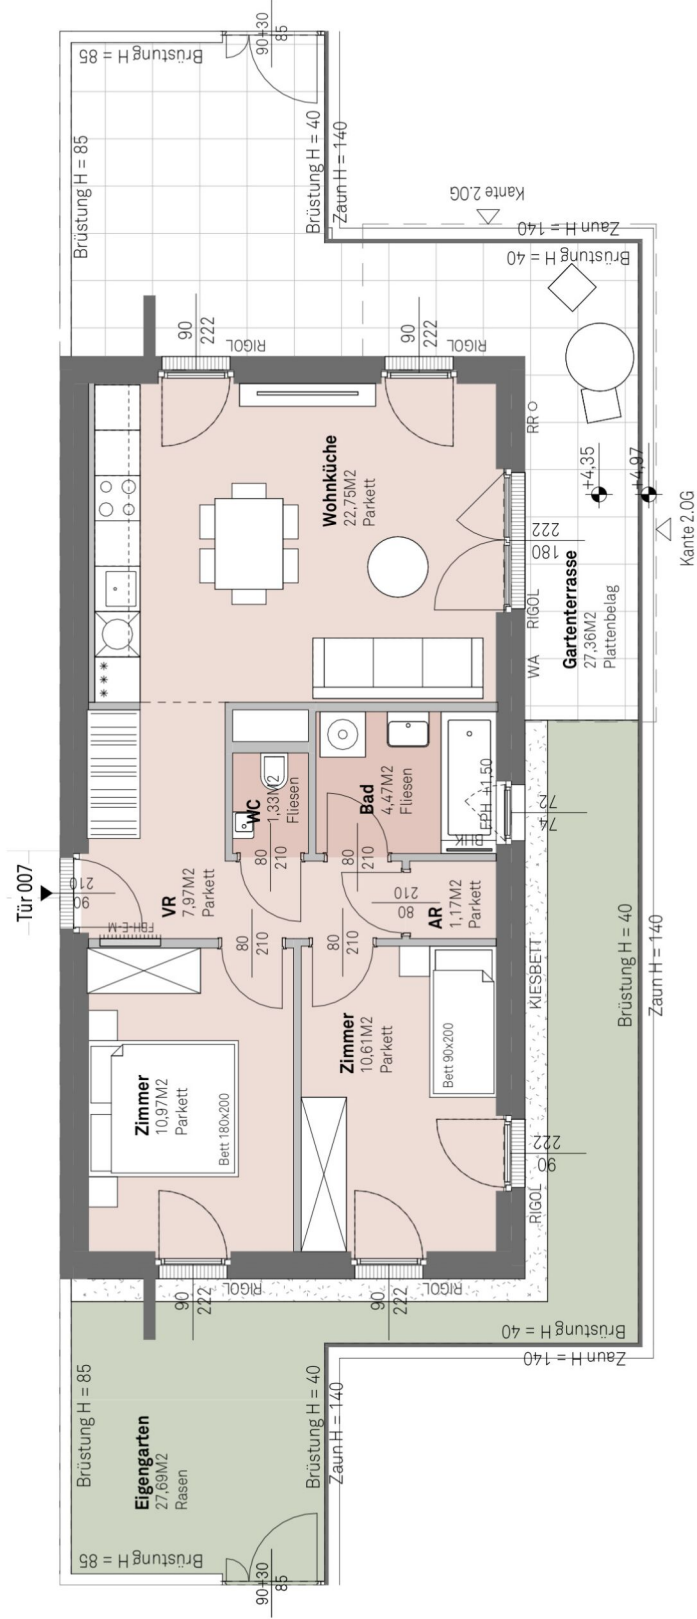 90+30
85
Brüstung H = 85
Brüstung H = 85
Brüstung H = 40
Zaun H = 140
Kante 2.OG
Zaun H = 140
Brüstung H = 40
90
222
RIGOL
90
222
RIGOL
Wohnküche
22,75M2
Parkett
RR
+4,35
+4,97
Kante 2.OG
180
222
RIGOL
WA
Gartenterrasse
27,36M2
Plattenbelag
WC
1,33M2
Fliesen
Bad
4,47M2
Fliesen
BHK
FPH +1,50
74
72
Tür 007
90
210
VR
7,97M2
Parkett
FBH-E-M
80
210
80
210
80
210
AR
1,17M2
Parkett
80
210
80
210
KIESBETT
Brüstung H = 40
Zaun H = 140
Zimmer
10,97M2
Parkett
Bett 180x200
Zimmer
10,61M2
Parkett
Bett 90x200
90
222
RIGOL
90
222
RIGOL
90
222
RIGOL
Brüstung H = 40
Zaun H = 140
Brüstung H = 85
Eigengarten
27,69M2
Rasen
Brüstung H = 40
Zaun H = 140
Brüstung H = 85
90+30
85